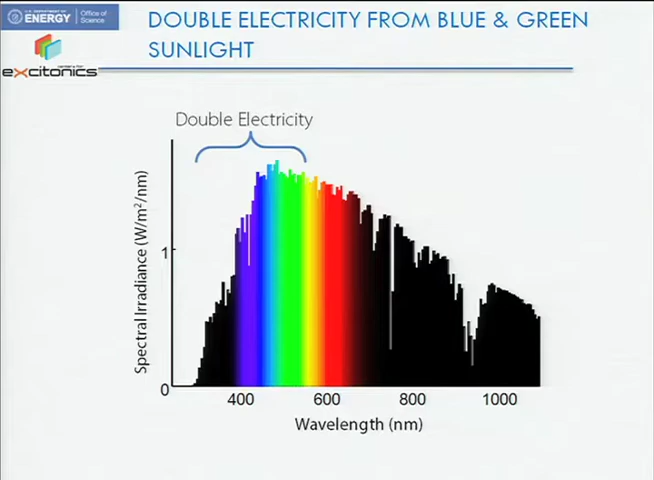 U.S. DEPARTMENT OF
ENERGY
Office of
Science
DOUBLE ELECTRICITY FROM BLUE & GREEN
SUNLIGHT
excitonics
Double Electricity
Spectral Irradiance (W/m²/nm)
1
0
400
600
800
1000
Wavelength (nm)